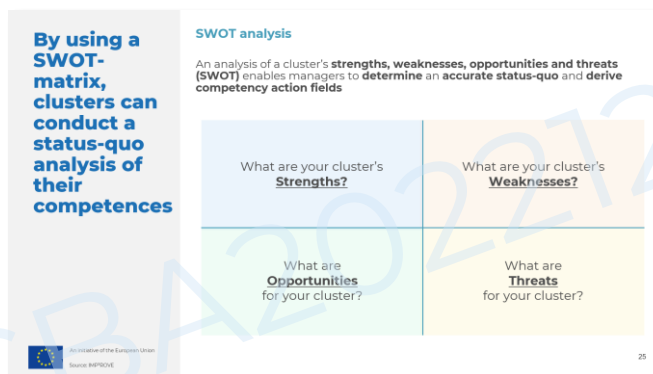 By using a
SWOT-
matrix,
clusters can
conduct a
status-quo
analysis of
their
competences
SWOT analysis
An analysis of a cluster's strengths, weaknesses, opportunities and threats
(SWOT) enables managers to determine an accurate status-quo and derive
competency action fields
What are your cluster's
Strengths?
What are your cluster's
Weaknesses?
What are
Opportunities
for your cluster?
What are
Threats
for your cluster?
An initiative of the European Union
Source: IMP!ROVE
25